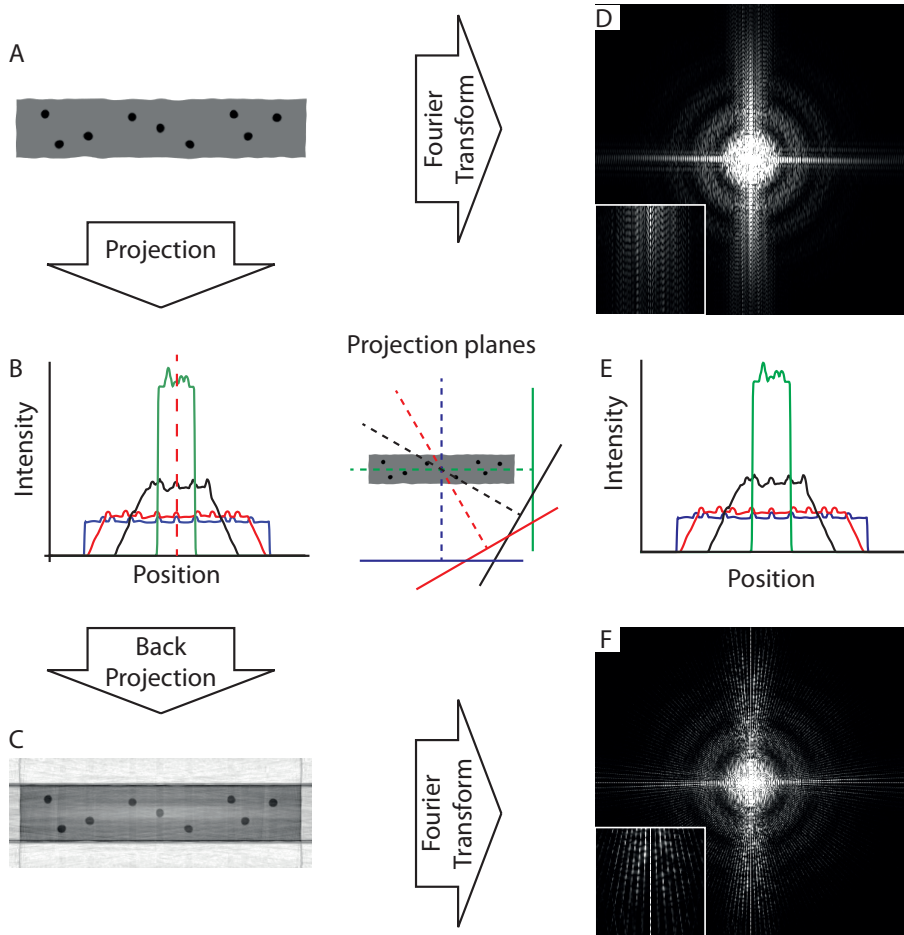 A
Fourier
Transform
D
Projection
B
Intensity
Position
Projection planes
E
Intensity
Position
Back
Projection
C
Fourier
Transform
F